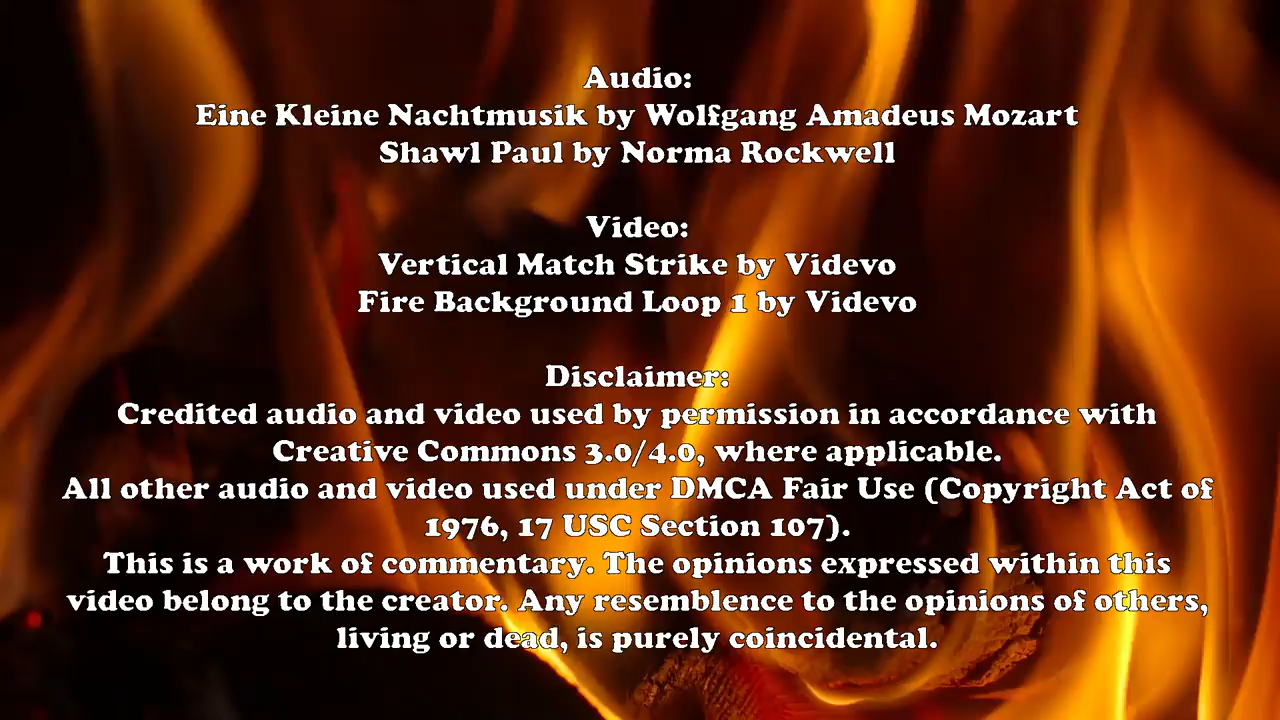 Audio:
Eine Kleine Nachtmusik by Wolfgang Amadeus Mozart
Shawl Paul by Norma Rockwell
Video:
Vertical Match Strike by Videvo
Fire Background Loop 1 by Videvo
Disclaimer:
Credited audio and video used by permission in accordance with
Creative Commons 3.0/4.0, where applicable.
All other audio and video used under DMCA Fair Use (Copyright Act of
1976, 17 USC Section 107).
This is a work of commentary. The opinions expressed within this
video belong to the creator. Any resemblence to the opinions of others,
living or dead, is purely coincidental.